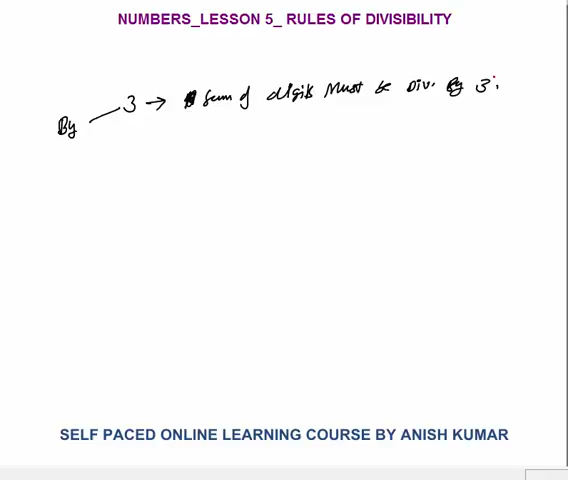 NUMBERS_LESSON 5_ RULES OF DIVISIBILITY
By 3 → Sum of digits Must be Div. By 3.
SELF PACED ONLINE LEARNING COURSE BY ANISH KUMAR